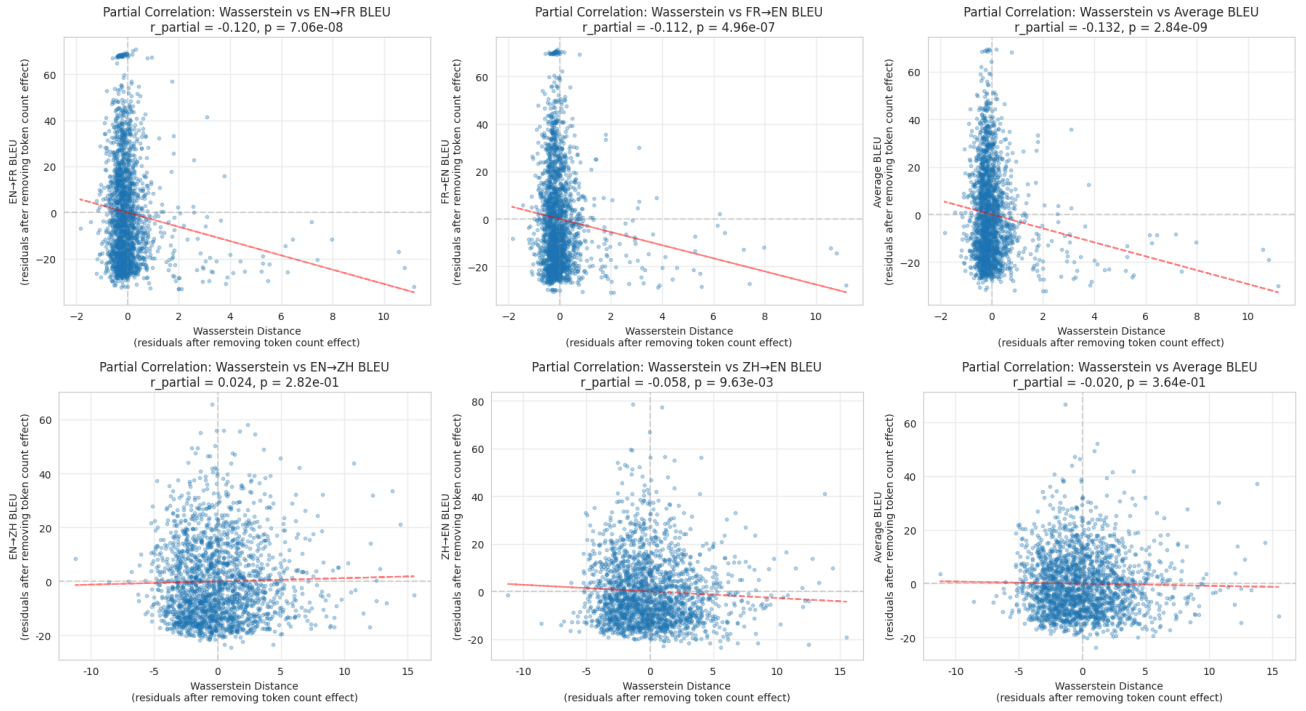 Partial Correlation: Wasserstein vs EN→FR BLEU
r_partial = -0.120, p = 7.06e-08
60
40
20
0
−20
EN→FR BLEU
(residuals after removing token count effect)
−2
0
2
4
6
8
10
Wasserstein Distance
(residuals after removing token count effect)
Partial Correlation: Wasserstein vs FR→EN BLEU
r_partial = -0.112, p = 4.96e-07
60
40
20
0
−20
FR→EN BLEU
(residuals after removing token count effect)
−2
0
2
4
6
8
10
Wasserstein Distance
(residuals after removing token count effect)
Partial Correlation: Wasserstein vs Average BLEU
r_partial = -0.132, p = 2.84e-09
60
40
20
0
−20
Average BLEU
(residuals after removing token count effect)
−2
0
2
4
6
8
10
Wasserstein Distance
(residuals after removing token count effect)
Partial Correlation: Wasserstein vs EN→ZH BLEU
r_partial = 0.024, p = 2.82e-01
60
40
20
0
-20
EN→ZH BLEU
(residuals after removing token count effect)
-10
-5
0
5
10
15
Wasserstein Distance
(residuals after removing token count effect)
Partial Correlation: Wasserstein vs ZH→EN BLEU
r_partial = -0.058, p = 9.63e-03
80
60
40
20
0
-20
ZH→EN BLEU
(residuals after removing token count effect)
-10
-5
0
5
10
15
Wasserstein Distance
(residuals after removing token count effect)
Partial Correlation: Wasserstein vs Average BLEU
r_partial = -0.020, p = 3.64e-01
60
40
20
0
-20
Average BLEU
(residuals after removing token count effect)
-10
-5
0
5
10
15
Wasserstein Distance
(residuals after removing token count effect)